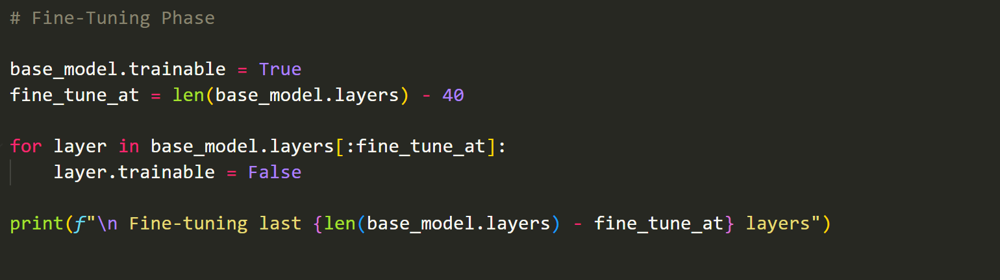 # Fine-Tuning Phase
base_model.trainable = True
fine_tune_at = len(base_model.layers) - 40
for layer in base_model.layers[:fine_tune_at]:
    layer.trainable = False
print(f"\n Fine-tuning last {len(base_model.layers) - fine_tune_at} layers")